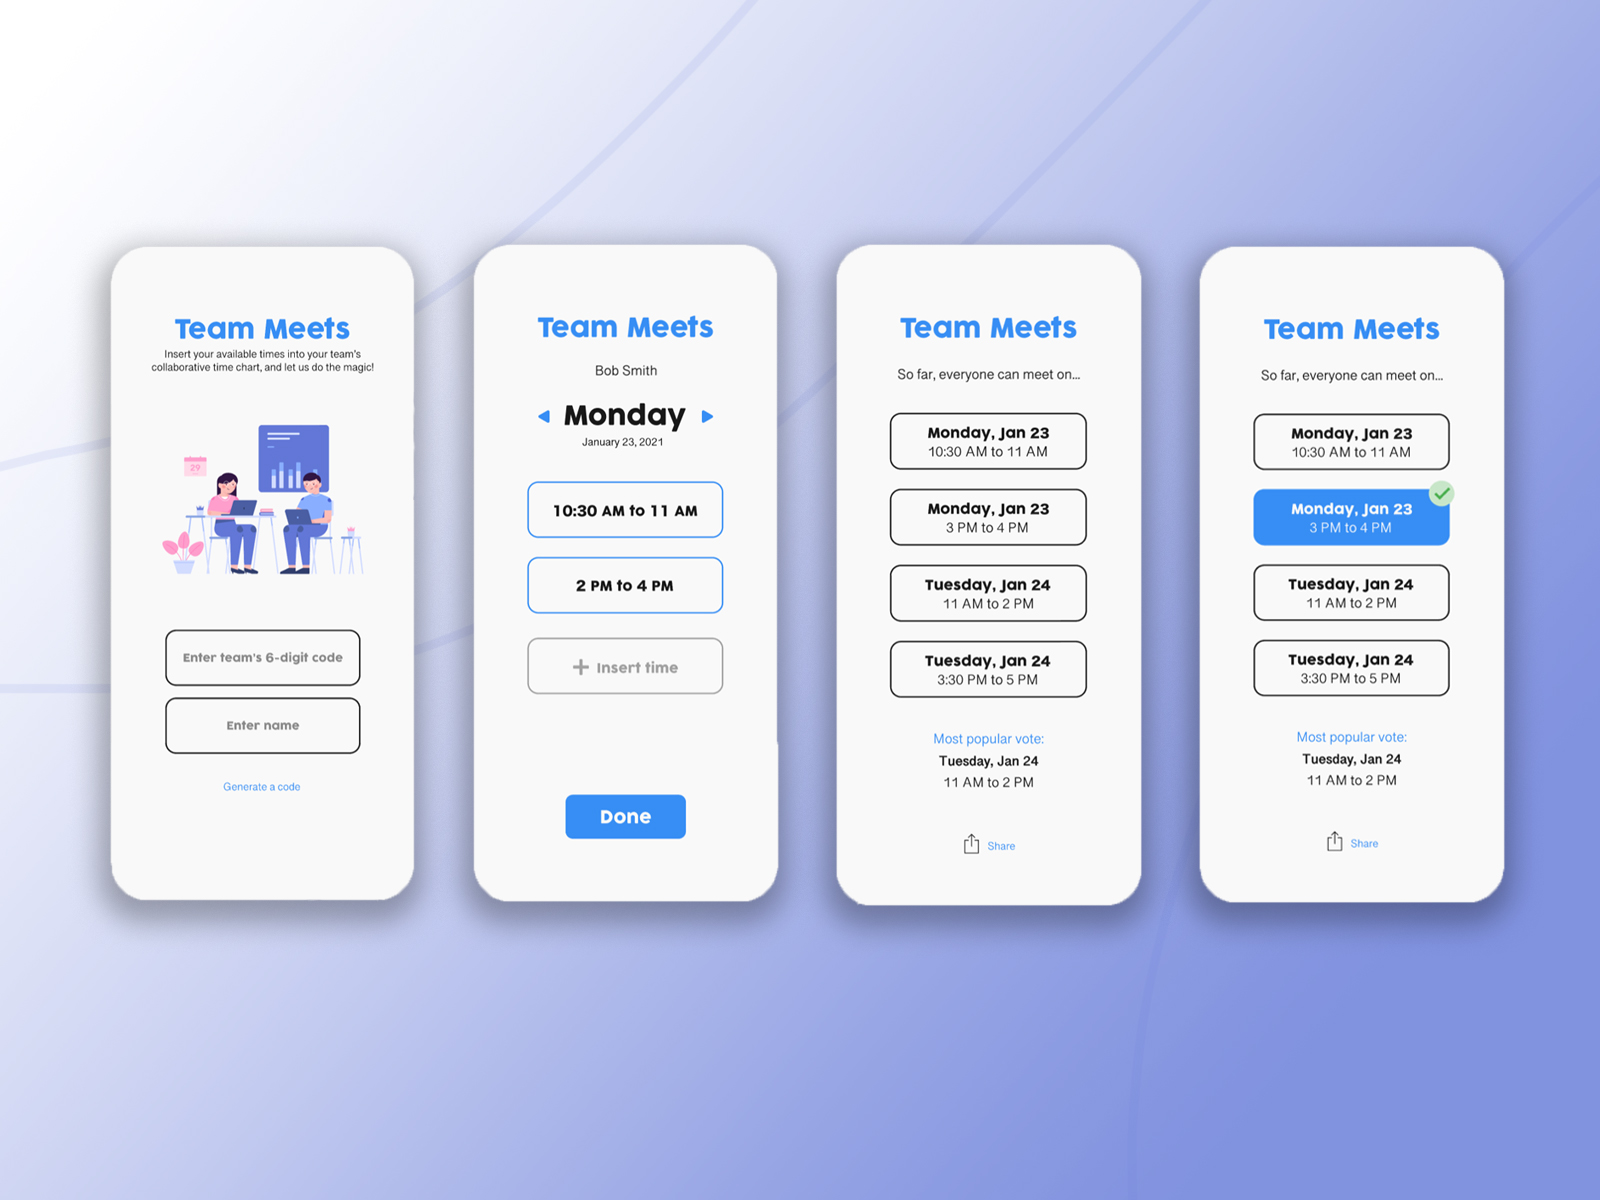 Team Meets
Insert your available times into your team's
collaborative time chart, and let us do the magic!
29
Enter team's 6-digit code
Enter name
Generate a code
Team Meets
Bob Smith
Monday
January 23, 2021
10:30 AM to 11 AM
2 PM to 4 PM
Insert time
Done
Team Meets
So far, everyone can meet on...
Monday, Jan 23
10:30 AM to 11 AM
Monday, Jan 23
3 PM to 4 PM
Tuesday, Jan 24
11 AM to 2 PM
Tuesday, Jan 24
3:30 PM to 5 PM
Most popular vote:
Tuesday, Jan 24
11 AM to 2 PM
Share
Team Meets
So far, everyone can meet on...
Monday, Jan 23
10:30 AM to 11 AM
Monday, Jan 23
3 PM to 4 PM
Tuesday, Jan 24
11 AM to 2 PM
Tuesday, Jan 24
3:30 PM to 5 PM
Most popular vote:
Tuesday, Jan 24
11 AM to 2 PM
Share